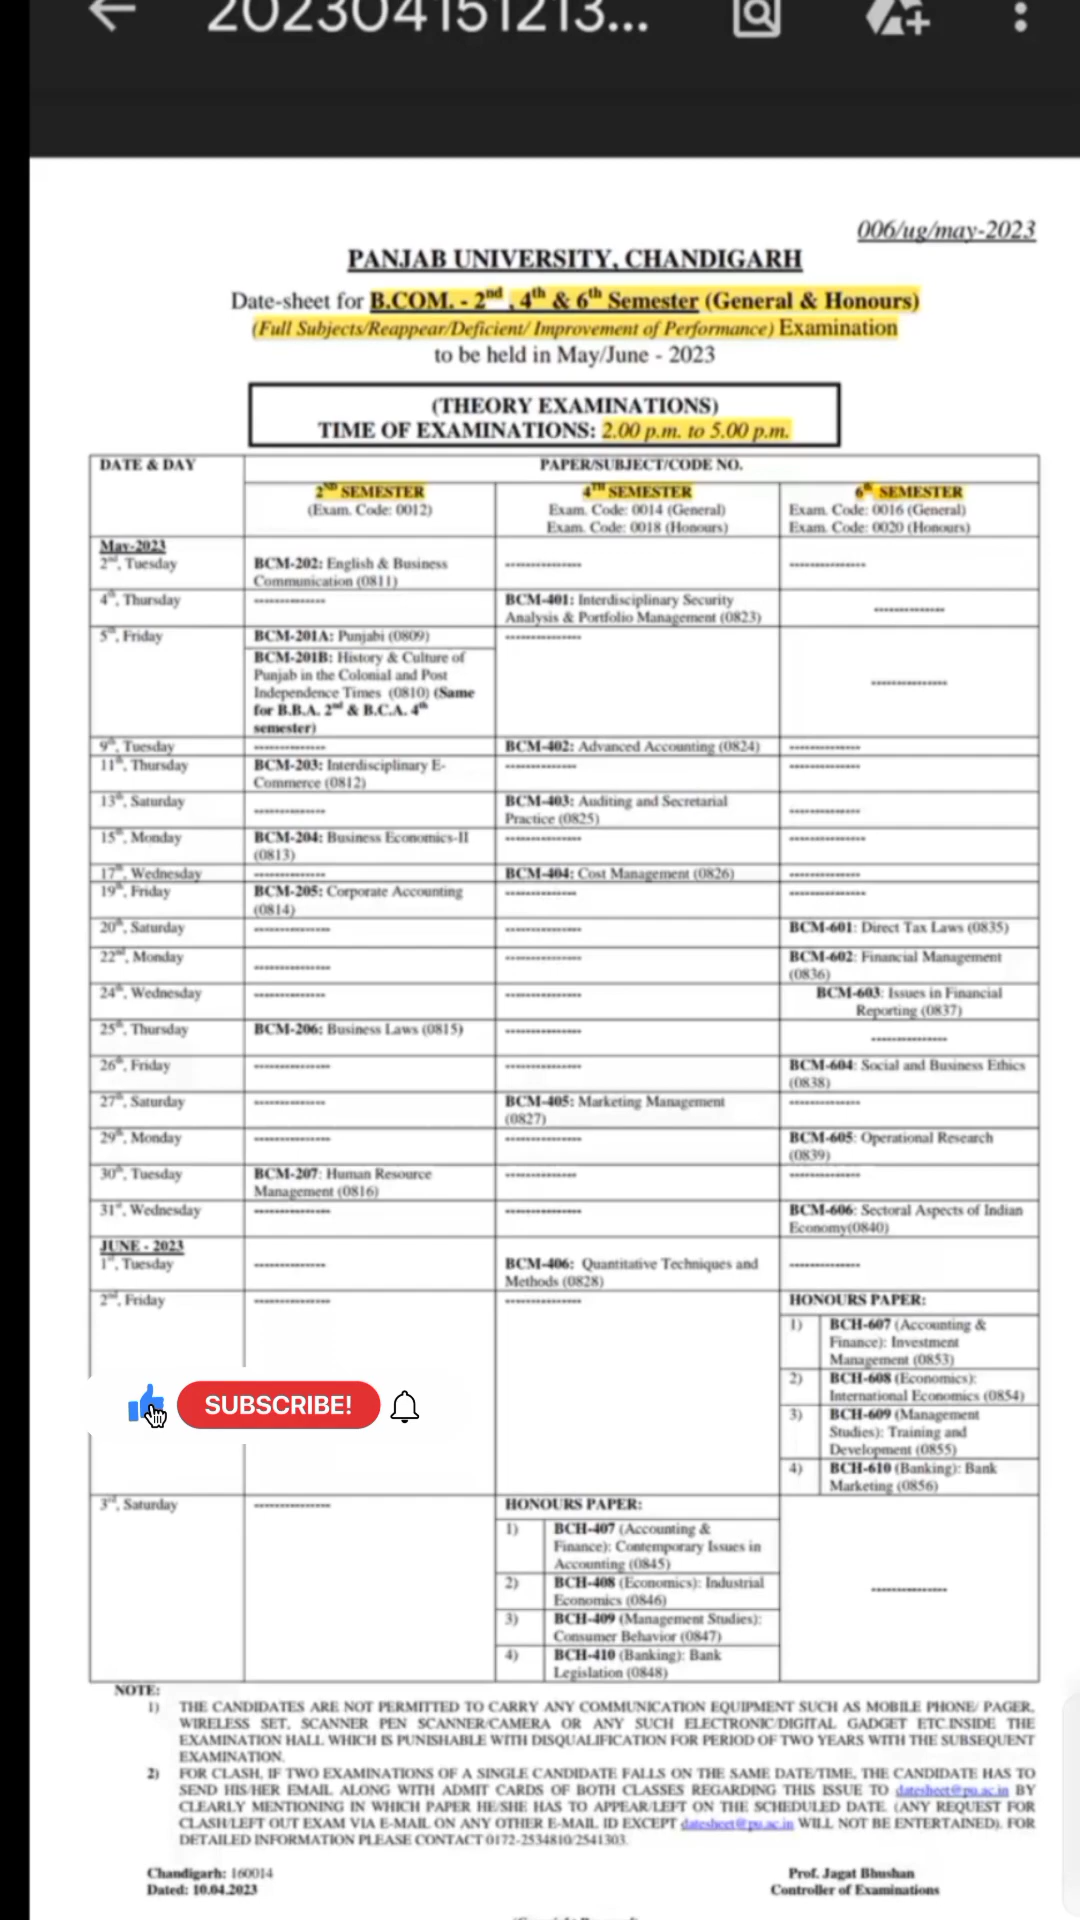 202304151213...
006/ug/may-2023
PANJAB UNIVERSITY, CHANDIGARH
Date-sheet for B.COM. - 2nd , 4th & 6th Semester (General & Honours)
(Full Subjects/Reappear/Deficient/ Improvement of Performance) Examination
to be held in May/June - 2023
(THEORY EXAMINATIONS)
TIME OF EXAMINATIONS: 2.00 p.m. to 5.00 p.m.
DATE & DAY
PAPER/SUBJECT/CODE NO.
2ND SEMESTER
(Exam. Code: 0012)
4TH SEMESTER
Exam. Code: 0014 (General)
Exam. Code: 0018 (Honours)
6th SEMESTER
Exam. Code: 0016 (General)
Exam. Code: 0020 (Honours)
May-2023
2nd, Tuesday
BCM-202: English & Business
Communication (0811)
--------------
--------------
4th, Thursday
--------------
BCM-401: Interdisciplinary Security
Analysis & Portfolio Management (0823)
--------------
5th, Friday
BCM-201A: Punjabi (0809)
BCM-201B: History & Culture of
Punjab in the Colonial and Post
Independence Times (0810) (Same
for B.B.A. 2nd & B.C.A. 4th
semester)
--------------
--------------
9th, Tuesday
--------------
BCM-402: Advanced Accounting (0824)
--------------
11th, Thursday
BCM-203: Interdisciplinary E-
Commerce (0812)
--------------
--------------
13th, Saturday
--------------
BCM-403: Auditing and Secretarial
Practice (0825)
--------------
15th, Monday
BCM-204: Business Economics-II
(0813)
--------------
--------------
17th, Wednesday
--------------
BCM-404: Cost Management (0826)
--------------
19th, Friday
BCM-205: Corporate Accounting
(0814)
--------------
--------------
20th, Saturday
--------------
--------------
BCM-601: Direct Tax Laws (0835)
22nd, Monday
--------------
--------------
BCM-602: Financial Management
(0836)
24th, Wednesday
--------------
--------------
BCM-603: Issues in Financial
Reporting (0837)
25th, Thursday
BCM-206: Business Laws (0815)
--------------
--------------
26th, Friday
--------------
--------------
BCM-604: Social and Business Ethics
(0838)
27th, Saturday
--------------
BCM-405: Marketing Management
(0827)
--------------
29th, Monday
--------------
--------------
BCM-605: Operational Research
(0839)
30th, Tuesday
BCM-207: Human Resource
Management (0816)
--------------
--------------
31st, Wednesday
--------------
--------------
BCM-606: Sectoral Aspects of Indian
Economy(0840)
JUNE - 2023
1st, Tuesday
--------------
BCM-406: Quantitative Techniques and
Methods (0828)
--------------
2nd, Friday
--------------
--------------
HONOURS PAPER:
1) BCH-607 (Accounting &
Finance): Investment
Management (0853)
2) BCH-608 (Economics):
International Economics (0854)
3) BCH-609 (Management
Studies): Training and
Development (0855)
4) BCH-610 (Banking): Bank
Marketing (0856)
SUBSCRIBE!
3rd, Saturday
--------------
HONOURS PAPER:
1) BCH-407 (Accounting &
Finance): Contemporary Issues in
Accounting (0845)
2) BCH-408 (Economics): Industrial
Economics (0846)
3) BCH-409 (Management Studies):
Consumer Behavior (0847)
4) BCH-410 (Banking): Bank
Legislation (0848)
--------------
NOTE:
1) THE CANDIDATES ARE NOT PERMITTED TO CARRY ANY COMMUNICATION EQUIPMENT SUCH AS MOBILE PHONE/ PAGER,
WIRELESS SET, SCANNER PEN SCANNER/CAMERA OR ANY SUCH ELECTRONIC/DIGITAL GADGET ETC.INSIDE THE
EXAMINATION HALL WHICH IS PUNISHABLE WITH DISQUALIFICATION FOR PERIOD OF TWO YEARS WITH THE SUBSEQUENT
EXAMINATION.
2) FOR CLASH, IF TWO EXAMINATIONS OF A SINGLE CANDIDATE FALLS ON THE SAME DATE/TIME, THE CANDIDATE HAS TO
SEND HIS/HER EMAIL ALONG WITH ADMIT CARDS OF BOTH CLASSES REGARDING THIS ISSUE TO datesheet@pu.ac.in BY
CLEARLY MENTIONING IN WHICH PAPER HE/SHE HAS TO APPEAR/LEFT ON THE SCHEDULED DATE. (ANY REQUEST FOR
CLASH/LEFT OUT EXAM VIA E-MAIL ON ANY OTHER E-MAIL ID EXCEPT datesheet@pu.ac.in WILL NOT BE ENTERTAINED). FOR
DETAILED INFORMATION PLEASE CONTACT 0172-2534810/2541303.
Chandigarh: 160014
Dated: 10.04.2023
Prof. Jagat Bhushan
Controller of Examinations